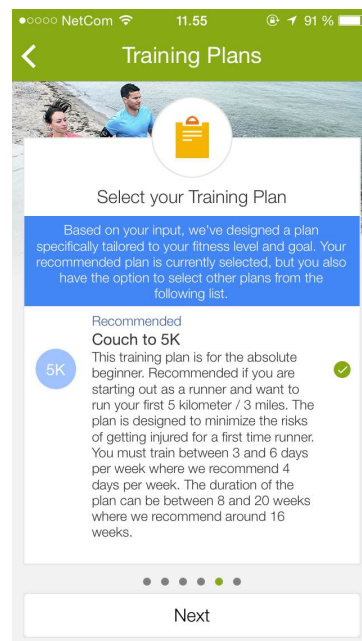 NetCom 11.55 91 %
Training Plans
Select your Training Plan
Based on your input, we've designed a plan
specifically tailored to your fitness level and goal. Your
recommended plan is currently selected, but you also
have the option to select other plans from the
following list.
Recommended
Couch to 5K
5K
This training plan is for the absolute
beginner. Recommended if you are
starting out as a runner and want to
run your first 5 kilometer / 3 miles. The
plan is designed to minimize the risks
of getting injured for a first time runner.
You must train between 3 and 6 days
per week where we recommend 4
days per week. The duration of the
plan can be between 8 and 20 weeks
where we recommend around 16
weeks.
Next